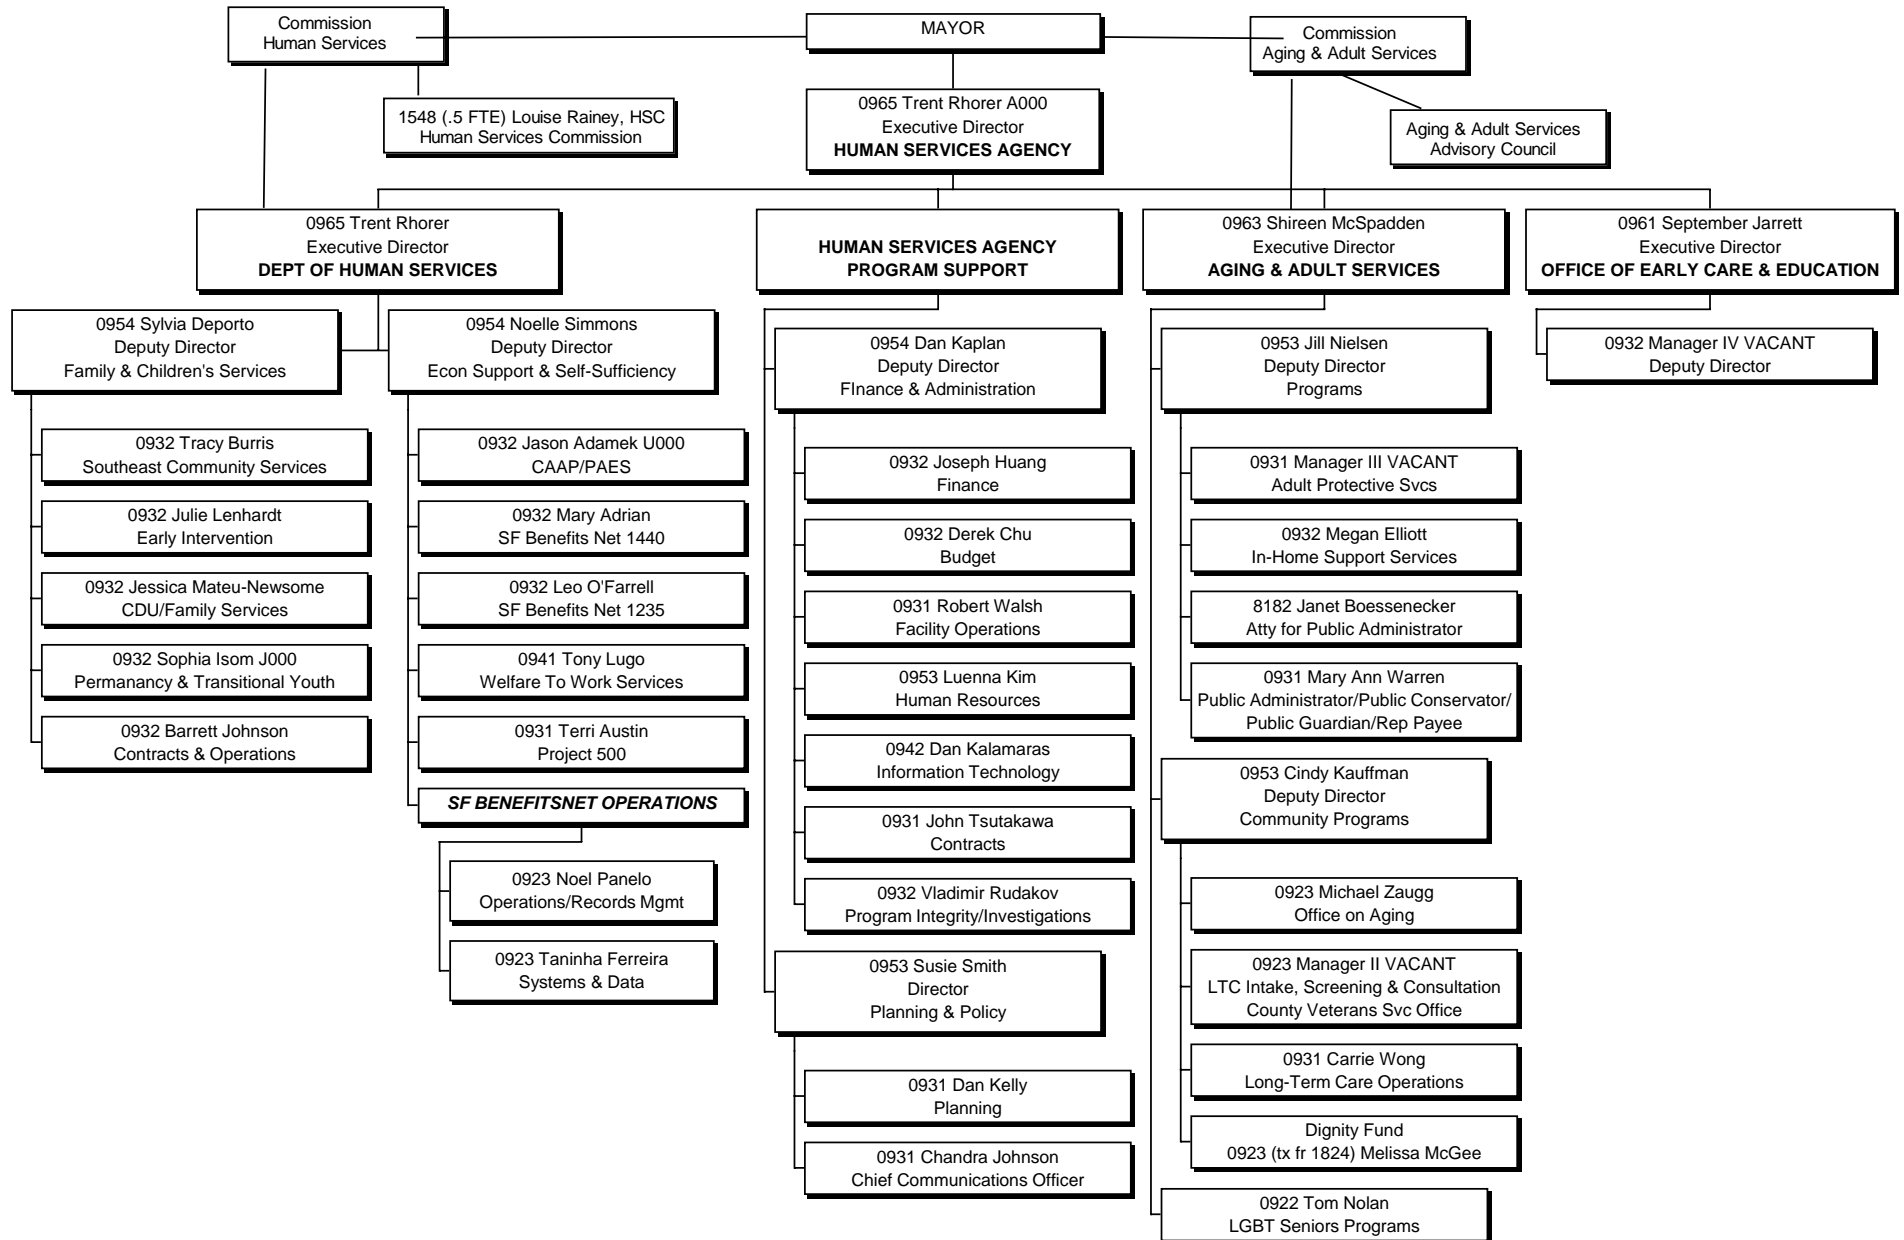 Commission
Human Services
MAYOR
Commission
Aging & Adult Services
1548 (.5 FTE) Louise Rainey, HSC
Human Services Commission
0965 Trent Rhorer A000
Executive Director
HUMAN SERVICES AGENCY
Aging & Adult Services
Advisory Council
0965 Trent Rhorer
Executive Director
DEPT OF HUMAN SERVICES
HUMAN SERVICES AGENCY
PROGRAM SUPPORT
0963 Shireen McSpadden
Executive Director
AGING & ADULT SERVICES
0961 September Jarrett
Executive Director
OFFICE OF EARLY CARE & EDUCATION
0954 Sylvia Deporto
Deputy Director
Family & Children's Services
0932 Tracy Burris
Southeast Community Services
0932 Julie Lenhardt
Early Intervention
0932 Jessica Mateu-Newsome
CDU/Family Services
0932 Sophia Isom J000
Permanancy & Transitional Youth
0932 Barrett Johnson
Contracts & Operations
0954 Noelle Simmons
Deputy Director
Econ Support & Self-Sufficiency
0932 Jason Adamek U000
CAAP/PAES
0932 Mary Adrian
SF Benefits Net 1440
0932 Leo O'Farrell
SF Benefits Net 1235
0941 Tony Lugo
Welfare To Work Services
0931 Terri Austin
Project 500
SF BENEFITSNET OPERATIONS
0923 Noel Panelo
Operations/Records Mgmt
0923 Taninha Ferreira
Systems & Data
0954 Dan Kaplan
Deputy Director
FInance & Administration
0932 Joseph Huang
Finance
0932 Derek Chu
Budget
0931 Robert Walsh
Facility Operations
0953 Luenna Kim
Human Resources
0942 Dan Kalamaras
Information Technology
0931 John Tsutakawa
Contracts
0932 Vladimir Rudakov
Program Integrity/Investigations
0953 Susie Smith
Director
Planning & Policy
0931 Dan Kelly
Planning
0931 Chandra Johnson
Chief Communications Officer
0953 Jill Nielsen
Deputy Director
Programs
0931 Manager III VACANT
Adult Protective Svcs
0932 Megan Elliott
In-Home Support Services
8182 Janet Boessenecker
Atty for Public Administrator
0931 Mary Ann Warren
Public Administrator/Public Conservator/
Public Guardian/Rep Payee
0953 Cindy Kauffman
Deputy Director
Community Programs
0923 Michael Zaugg
Office on Aging
0923 Manager II VACANT
LTC Intake, Screening & Consultation
County Veterans Svc Office
0931 Carrie Wong
Long-Term Care Operations
Dignity Fund
0923 (tx fr 1824) Melissa McGee
0922 Tom Nolan
LGBT Seniors Programs
0932 Manager IV VACANT
Deputy Director